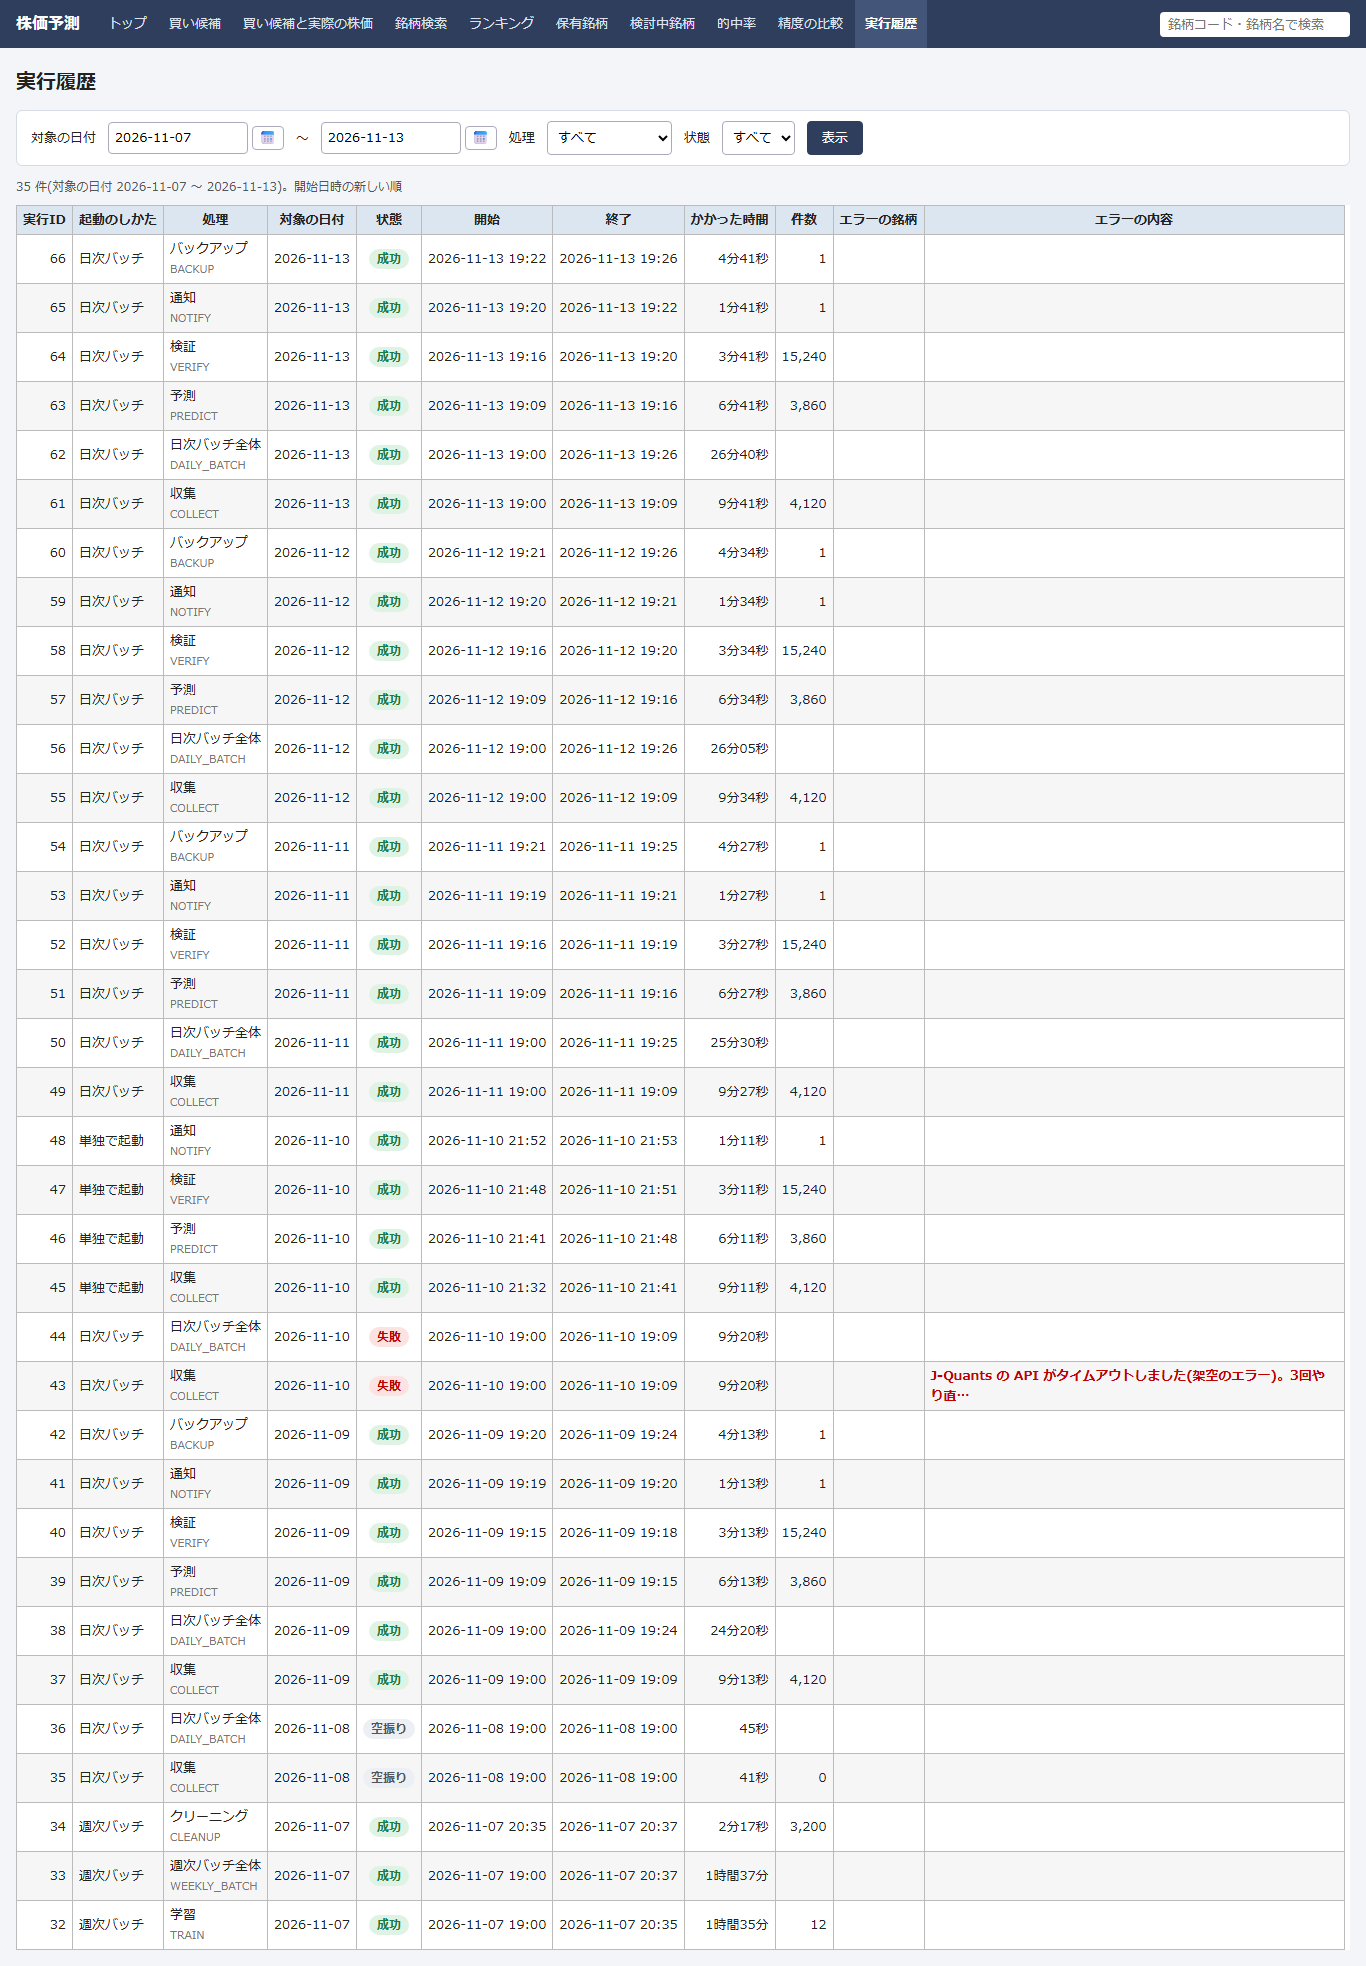 株価予測 トップ 買い候補 買い候補と実際の株価 銘柄検索 ランキング 保有銘柄 検討中銘柄 的中率 精度の比較 実行履歴 銘柄コード・銘柄名で検索
実行履歴
対象の日付 2026-11-07 ～ 2026-11-13 処理 すべて 状態 すべて 表示
35 件(対象の日付 2026-11-07 ～ 2026-11-13)。開始日時の新しい順
実行ID 起動のしかた 処理 対象の日付 状態 開始 終了 かかった時間 件数 エラーの銘柄 エラーの内容
66 日次バッチ バックアップ BACKUP 2026-11-13 成功 2026-11-13 19:22 2026-11-13 19:26 4分41秒 1
65 日次バッチ 通知 NOTIFY 2026-11-13 成功 2026-11-13 19:20 2026-11-13 19:22 1分41秒 1
64 日次バッチ 検証 VERIFY 2026-11-13 成功 2026-11-13 19:16 2026-11-13 19:20 3分41秒 15,240
63 日次バッチ 予測 PREDICT 2026-11-13 成功 2026-11-13 19:09 2026-11-13 19:16 6分41秒 3,860
62 日次バッチ 日次バッチ全体 DAILY_BATCH 2026-11-13 成功 2026-11-13 19:00 2026-11-13 19:26 26分40秒
61 日次バッチ 収集 COLLECT 2026-11-13 成功 2026-11-13 19:00 2026-11-13 19:09 9分41秒 4,120
60 日次バッチ バックアップ BACKUP 2026-11-12 成功 2026-11-12 19:21 2026-11-12 19:26 4分34秒 1
59 日次バッチ 通知 NOTIFY 2026-11-12 成功 2026-11-12 19:20 2026-11-12 19:21 1分34秒 1
58 日次バッチ 検証 VERIFY 2026-11-12 成功 2026-11-12 19:16 2026-11-12 19:20 3分34秒 15,240
57 日次バッチ 予測 PREDICT 2026-11-12 成功 2026-11-12 19:09 2026-11-12 19:16 6分34秒 3,860
56 日次バッチ 日次バッチ全体 DAILY_BATCH 2026-11-12 成功 2026-11-12 19:00 2026-11-12 19:26 26分05秒
55 日次バッチ 収集 COLLECT 2026-11-12 成功 2026-11-12 19:00 2026-11-12 19:09 9分34秒 4,120
54 日次バッチ バックアップ BACKUP 2026-11-11 成功 2026-11-11 19:21 2026-11-11 19:25 4分27秒 1
53 日次バッチ 通知 NOTIFY 2026-11-11 成功 2026-11-11 19:19 2026-11-11 19:21 1分27秒 1
52 日次バッチ 検証 VERIFY 2026-11-11 成功 2026-11-11 19:16 2026-11-11 19:19 3分27秒 15,240
51 日次バッチ 予測 PREDICT 2026-11-11 成功 2026-11-11 19:09 2026-11-11 19:16 6分27秒 3,860
50 日次バッチ 日次バッチ全体 DAILY_BATCH 2026-11-11 成功 2026-11-11 19:00 2026-11-11 19:25 25分30秒
49 日次バッチ 収集 COLLECT 2026-11-11 成功 2026-11-11 19:00 2026-11-11 19:09 9分27秒 4,120
48 単独で起動 通知 NOTIFY 2026-11-10 成功 2026-11-10 21:52 2026-11-10 21:53 1分11秒 1
47 単独で起動 検証 VERIFY 2026-11-10 成功 2026-11-10 21:48 2026-11-10 21:51 3分11秒 15,240
46 単独で起動 予測 PREDICT 2026-11-10 成功 2026-11-10 21:41 2026-11-10 21:48 6分11秒 3,860
45 単独で起動 収集 COLLECT 2026-11-10 成功 2026-11-10 21:32 2026-11-10 21:41 9分11秒 4,120
44 日次バッチ 日次バッチ全体 DAILY_BATCH 2026-11-10 失敗 2026-11-10 19:00 2026-11-10 19:09 9分20秒
43 日次バッチ 収集 COLLECT 2026-11-10 失敗 2026-11-10 19:00 2026-11-10 19:09 9分20秒 J-Quants の API がタイムアウトしました(架空のエラー)。3回やり直…
42 日次バッチ バックアップ BACKUP 2026-11-09 成功 2026-11-09 19:20 2026-11-09 19:24 4分13秒 1
41 日次バッチ 通知 NOTIFY 2026-11-09 成功 2026-11-09 19:19 2026-11-09 19:20 1分13秒 1
40 日次バッチ 検証 VERIFY 2026-11-09 成功 2026-11-09 19:15 2026-11-09 19:18 3分13秒 15,240
39 日次バッチ 予測 PREDICT 2026-11-09 成功 2026-11-09 19:09 2026-11-09 19:15 6分13秒 3,860
38 日次バッチ 日次バッチ全体 DAILY_BATCH 2026-11-09 成功 2026-11-09 19:00 2026-11-09 19:24 24分20秒
37 日次バッチ 収集 COLLECT 2026-11-09 成功 2026-11-09 19:00 2026-11-09 19:09 9分13秒 4,120
36 日次バッチ 日次バッチ全体 DAILY_BATCH 2026-11-08 空振り 2026-11-08 19:00 2026-11-08 19:00 45秒
35 日次バッチ 収集 COLLECT 2026-11-08 空振り 2026-11-08 19:00 2026-11-08 19:00 41秒 0
34 週次バッチ クリーニング CLEANUP 2026-11-07 成功 2026-11-07 20:35 2026-11-07 20:37 2分17秒 3,200
33 週次バッチ 週次バッチ全体 WEEKLY_BATCH 2026-11-07 成功 2026-11-07 19:00 2026-11-07 20:37 1時間37分
32 週次バッチ 学習 TRAIN 2026-11-07 成功 2026-11-07 19:00 2026-11-07 20:35 1時間35分 12